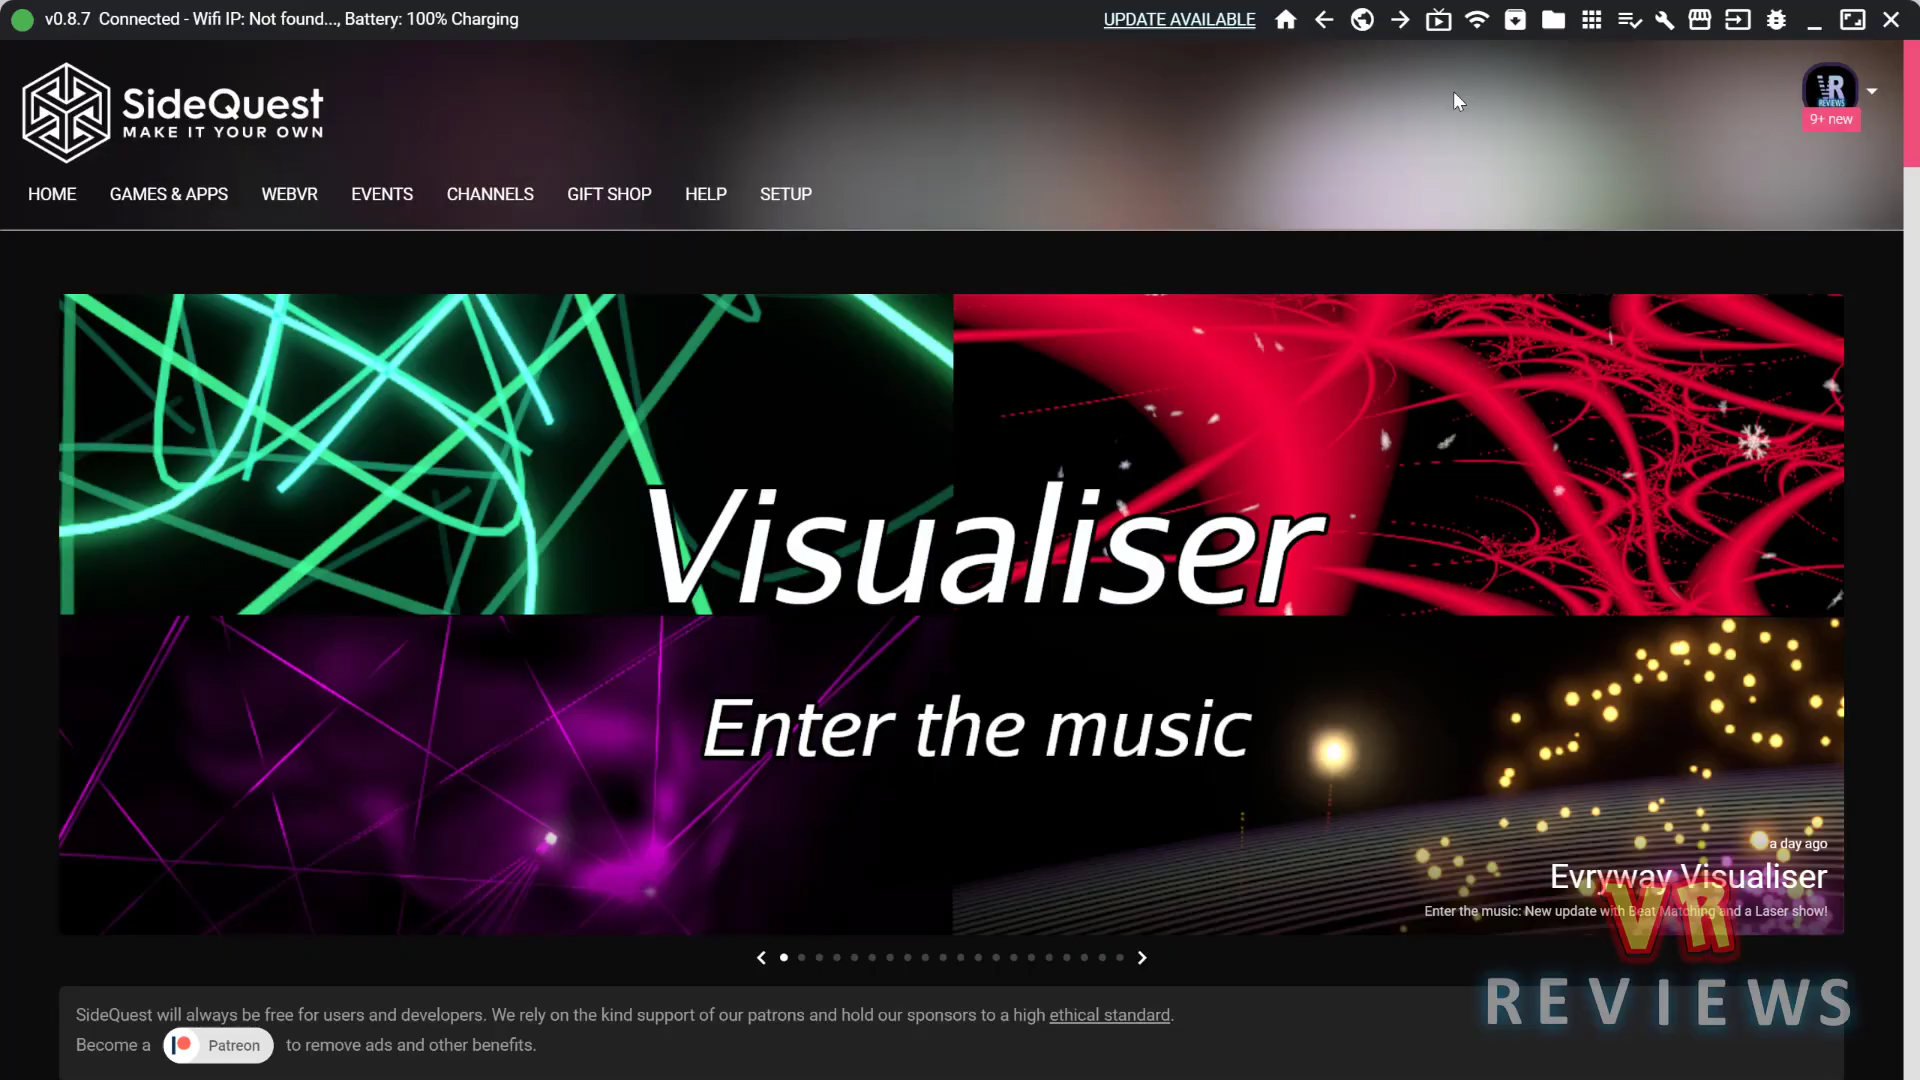 v0.8.7 Connected - Wifi IP: Not found..., Battery: 100% Charging
UPDATE AVAILABLE
SideQuest
MAKE IT YOUR OWN
R
REVIEWS
9+ new
HOME GAMES & APPS WEBVR EVENTS CHANNELS GIFT SHOP HELP SETUP
Visualiser
Enter the music
a day ago
Evryway Visualiser
Enter the music: New update with Beat Matching and a Laser show!
VR
REVIEWS
SideQuest will always be free for users and developers. We rely on the kind support of our patrons and hold our sponsors to a high ethical standard.
Become a Patreon to remove ads and other benefits.